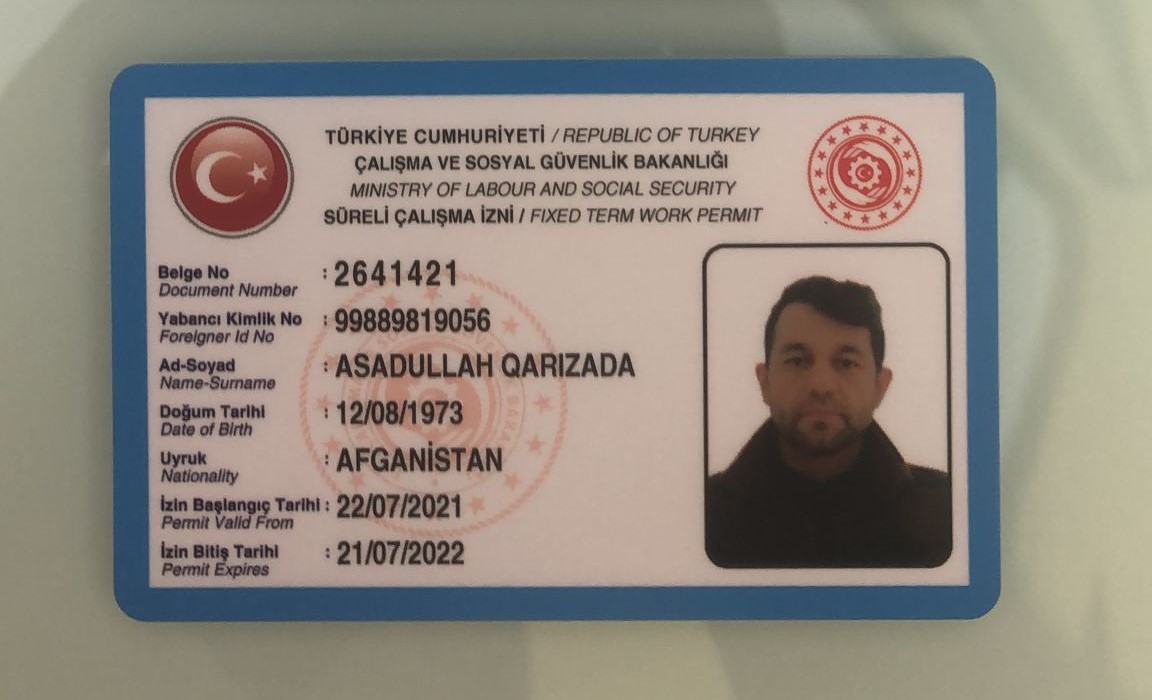 TÜRKİYE CUMHURİYETİ / REPUBLIC OF TURKEY
ÇALIŞMA VE SOSYAL GÜVENLİK BAKANLIĞI
MINISTRY OF LABOUR AND SOCIAL SECURITY
SÜRELİ ÇALIŞMA İZNİ / FIXED TERM WORK PERMIT
Belge No : 2641421
Document Number
Yabancı Kimlik No : 99889819056
Foreigner Id No
Ad-Soyad : ASADULLAH QARIZADA
Name-Surname
Doğum Tarihi : 12/08/1973
Date of Birth
Uyruk : AFGANİSTAN
Nationality
İzin Başlangıç Tarihi : 22/07/2021
Permit Valid From
İzin Bitiş Tarihi : 21/07/2022
Permit Expires